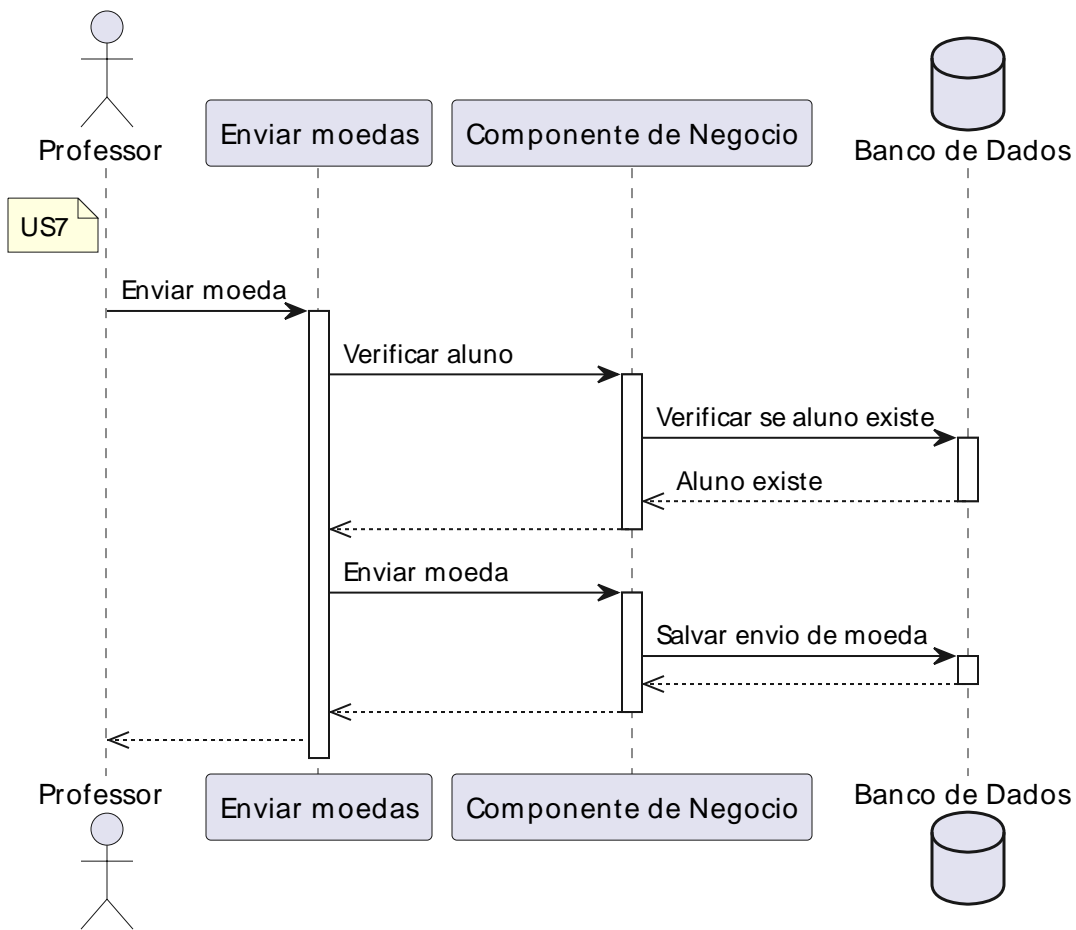 Professor
Enviar moedas
Componente de Negocio
Banco de Dados
US7
Enviar moeda
Verificar aluno
Verificar se aluno existe
Aluno existe
Enviar moeda
Salvar envio de moeda
Professor
Enviar moedas
Componente de Negocio
Banco de Dados